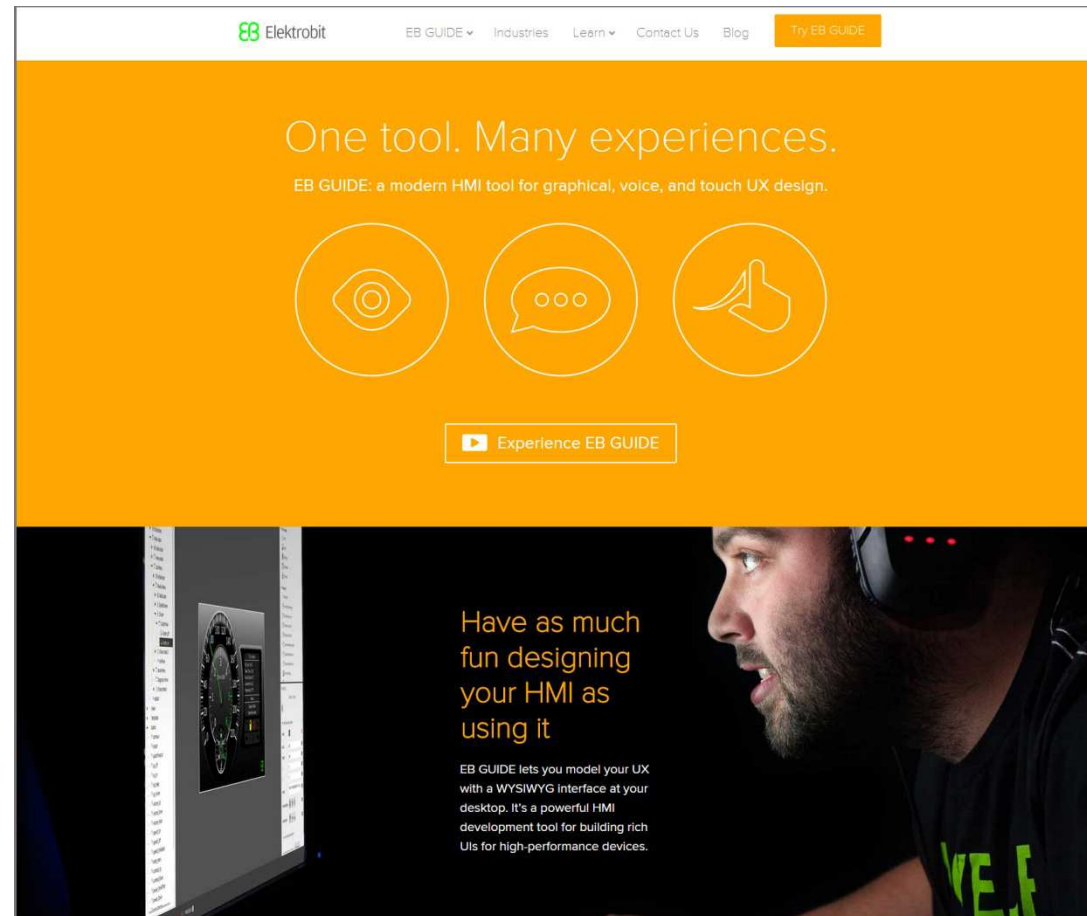 EB Elektrobit
EB GUIDE Industries Learn Contact Us Blog Try EB GUIDE
One tool. Many experiences.
EB GUIDE: a modern HMI tool for graphical, voice, and touch UX design.
Experience EB GUIDE
Have as much
fun designing
your HMI as
using it
EB GUIDE lets you model your UX
with a WYSIWYG interface at your
desktop. It's a powerful HMI
development tool for building rich
UIs for high-performance devices.